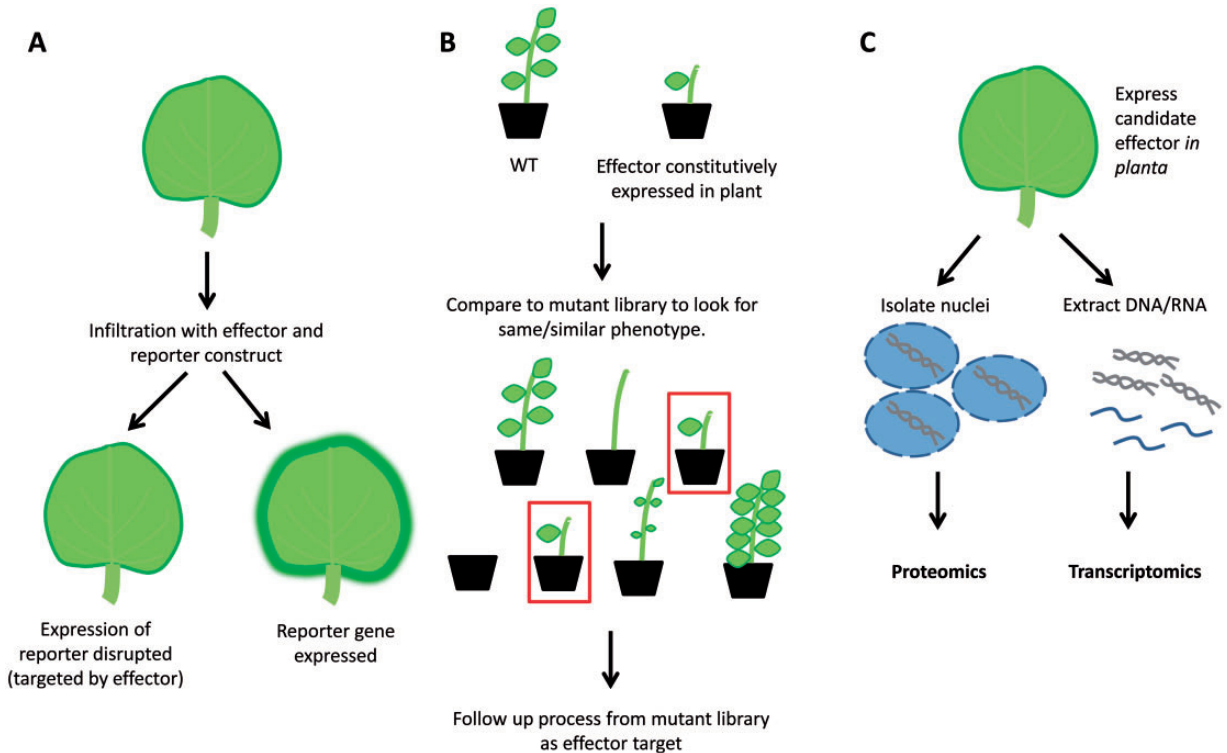 A
Infiltration with effector and
reporter construct
Expression of
reporter disrupted
(targeted by effector)
Reporter gene
expressed
B
WT
Effector constitutively
expressed in plant
Compare to mutant library to look for
same/similar phenotype.
Follow up process from mutant library
as effector target
C
Express
candidate
effector in
planta
Isolate nuclei
Extract DNA/RNA
Proteomics
Transcriptomics